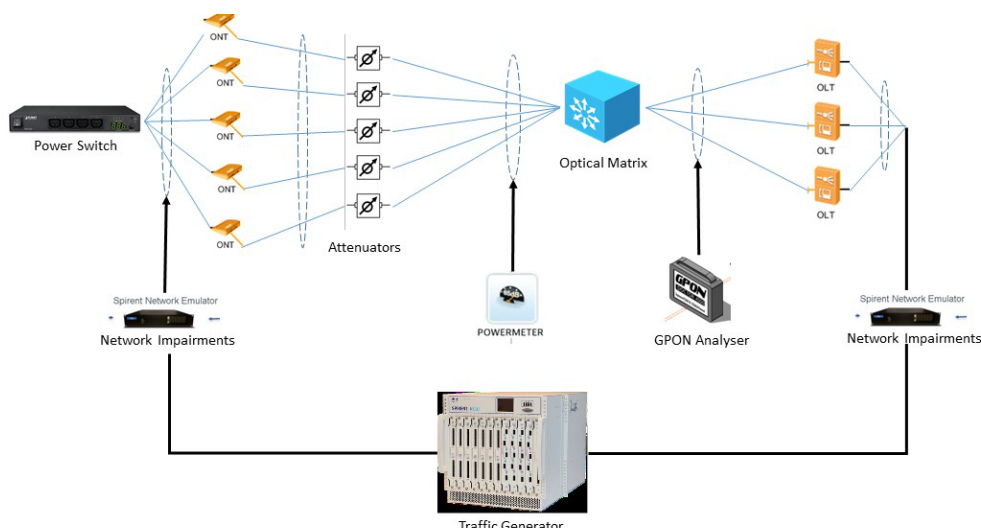 ONT
ONT
ONT
ONT
ONT
Power Switch
Attenuators
Optical Matrix
OLT
OLT
OLT
Spirent Network Emulator
Network Impairments
POWERMETER
GPON
GPON Analyser
Spirent Network Emulator
Network Impairments
SPIRENT
Traffic Generator